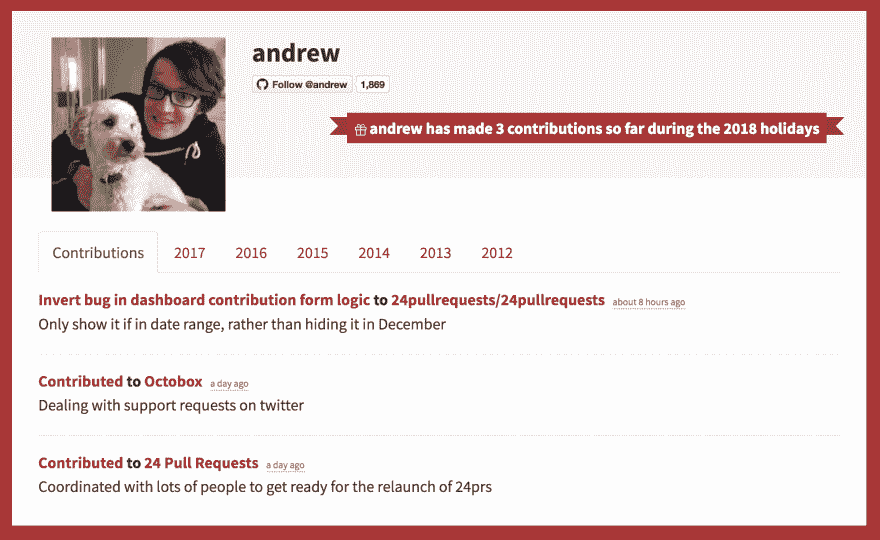 andrew
Follow @andrew 1,869
andrew has made 3 contributions so far during the 2018 holidays
Contributions 2017 2016 2015 2014 2013 2012
Invert bug in dashboard contribution form logic to 24pullrequests/24pullrequests about 8 hours ago
Only show it if in date range, rather than hiding it in December
Contributed to Octobox a day ago
Dealing with support requests on twitter
Contributed to 24 Pull Requests a day ago
Coordinated with lots of people to get ready for the relaunch of 24prs